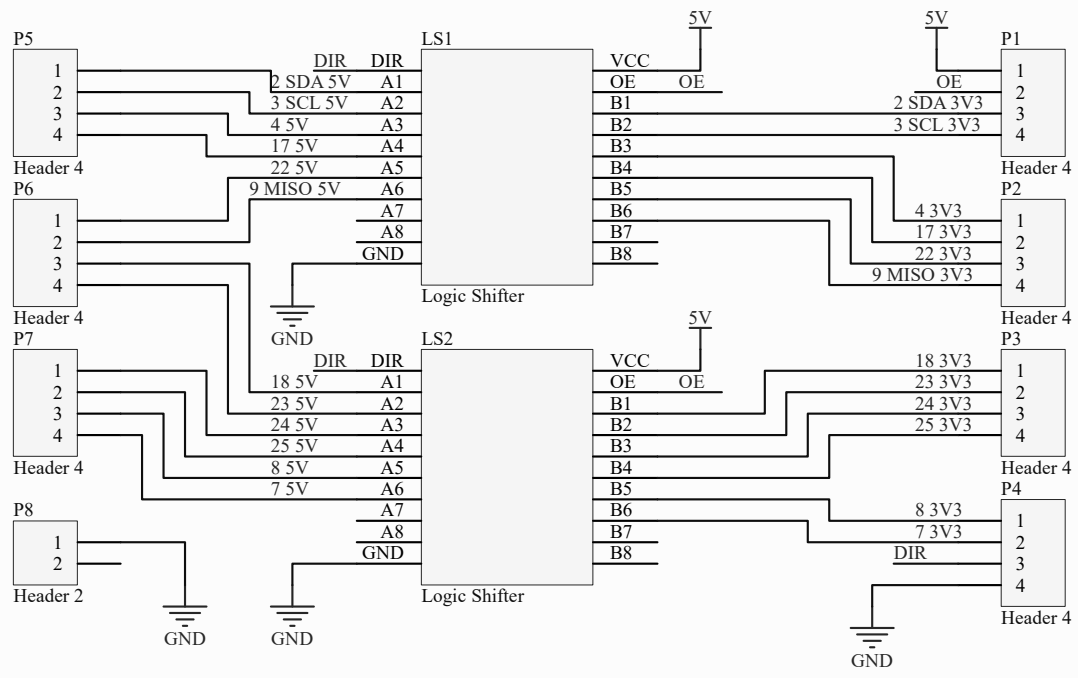 5V
5V
P5
LS1
P1
DIR
DIR
VCC
1
1
2 SDA 5V
A1
OE
OE
OE
2
2
3 SCL 5V
A2
B1
2 SDA 3V3
3
3
4 5V
A3
B2
3 SCL 3V3
4
4
17 5V
A4
B3
Header 4
22 5V
A5
B4
Header 4
P6
9 MISO 5V
A6
B5
P2
A7
B6
4 3V3
1
1
A8
B7
17 3V3
2
2
GND
B8
22 3V3
3
3
9 MISO 3V3
4
4
Logic Shifter
Header 4
Header 4
GND
5V
P7
LS2
P3
DIR
DIR
VCC
18 3V3
1
1
18 5V
A1
OE
OE
23 3V3
2
2
23 5V
A2
B1
24 3V3
3
3
24 5V
A3
B2
25 3V3
4
4
25 5V
A4
B3
Header 4
8 5V
A5
B4
Header 4
7 5V
A6
B5
P4
P8
A7
B6
8 3V3
1
1
A8
B7
7 3V3
2
2
GND
B8
DIR
3
4
Header 2
Logic Shifter
Header 4
GND
GND
GND